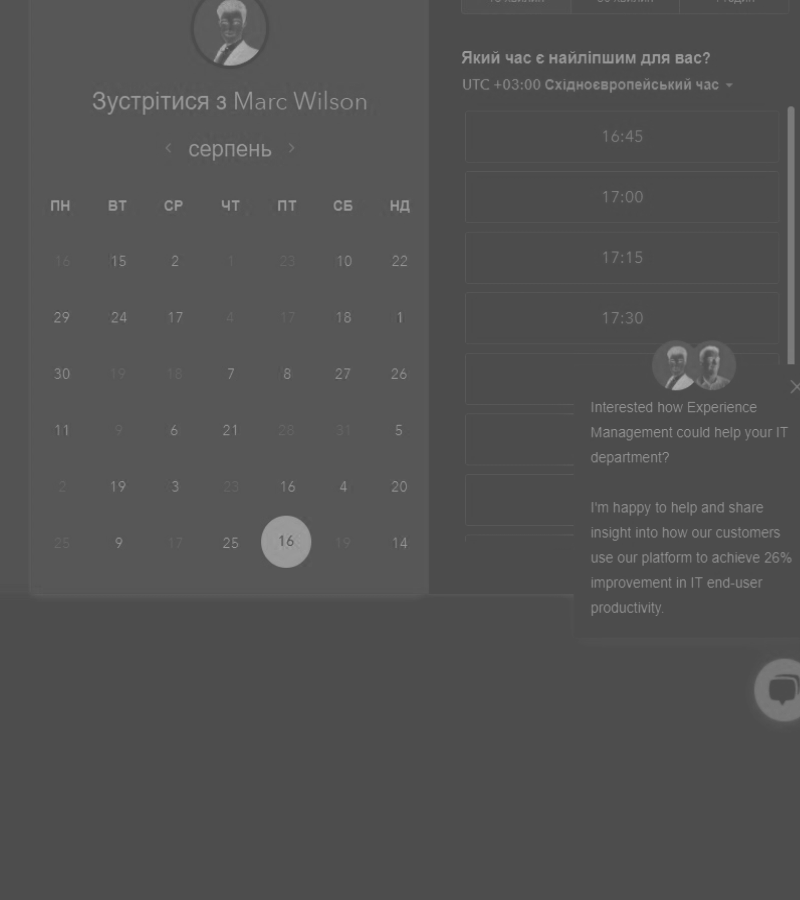 Зустрітися з Marc Wilson
серпень
ПН ВТ СР ЧТ ПТ СБ НД
16 15 2 1 23 10 22
29 24 17 4 17 18 1
30 19 18 7 8 27 26
11 9 6 21 28 31 5
2 19 3 23 16 4 20
25 9 17 25 16 19 14
Який час є найліпшим для вас?
UTC +03:00 Східноєвропейський час
16:45
17:00
17:15
17:30
Interested how Experience
Management could help your IT
department?
I'm happy to help and share
insight into how our customers
use our platform to achieve 26%
improvement in IT end-user
productivity.